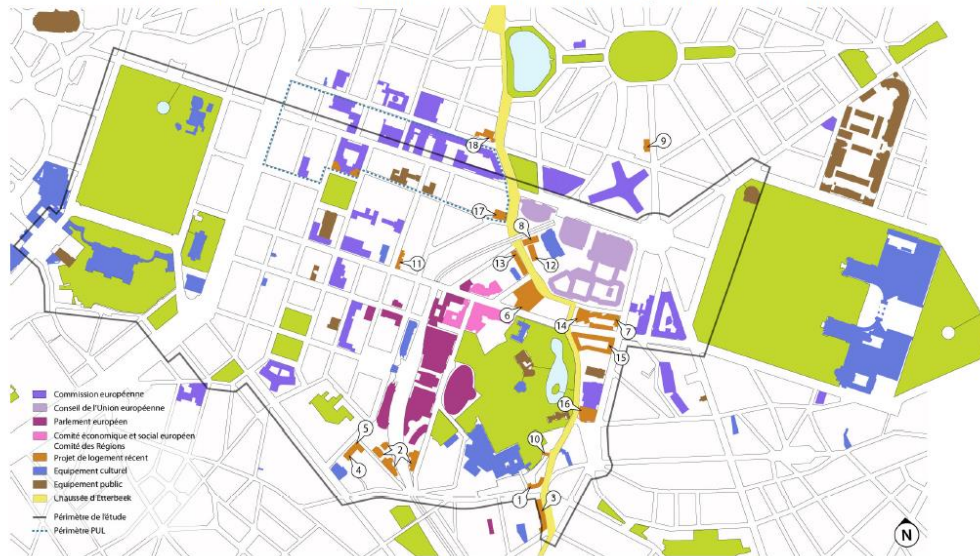 18
9
17
8
11
13
12
6
14
7
15
16
5
2
10
4
1
3
Commission européenne
Conseil de l'Union européenne
Parlement européen
Comité économique et social européen
Comité des Régions
Projet de logement récent
Equipement culturel
Equipement public
Chaussée d'Etterbeek
Périmètre de l'étude
Périmètre PUL
N